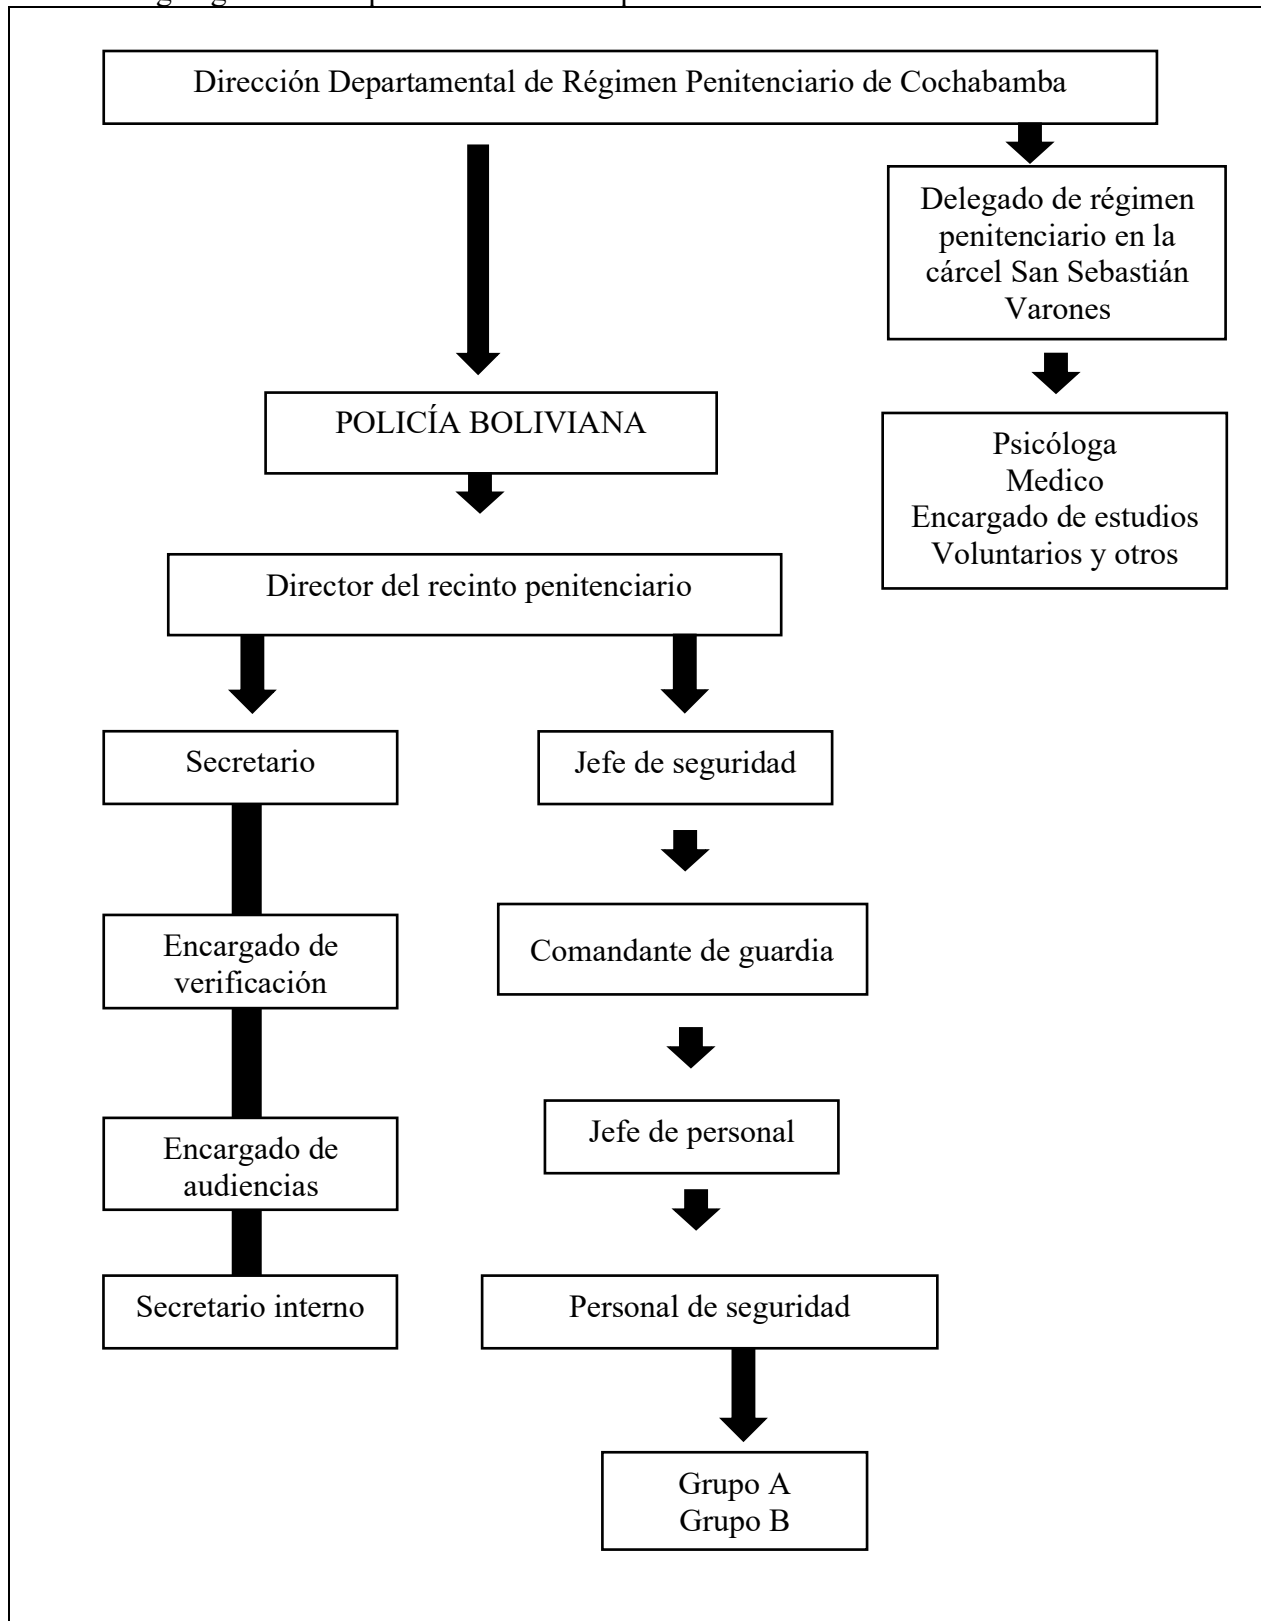 Dirección Departamental de Régimen Penitenciario de Cochabamba
Delegado de régimen
penitenciario en la
cárcel San Sebastián
Varones
POLICÍA BOLIVIANA
Psicóloga
Medico
Encargado de estudios
Voluntarios y otros
Director del recinto penitenciario
Secretario
Jefe de seguridad
Encargado de
verificación
Comandante de guardia
Encargado de
audiencias
Jefe de personal
Secretario interno
Personal de seguridad
Grupo A
Grupo B